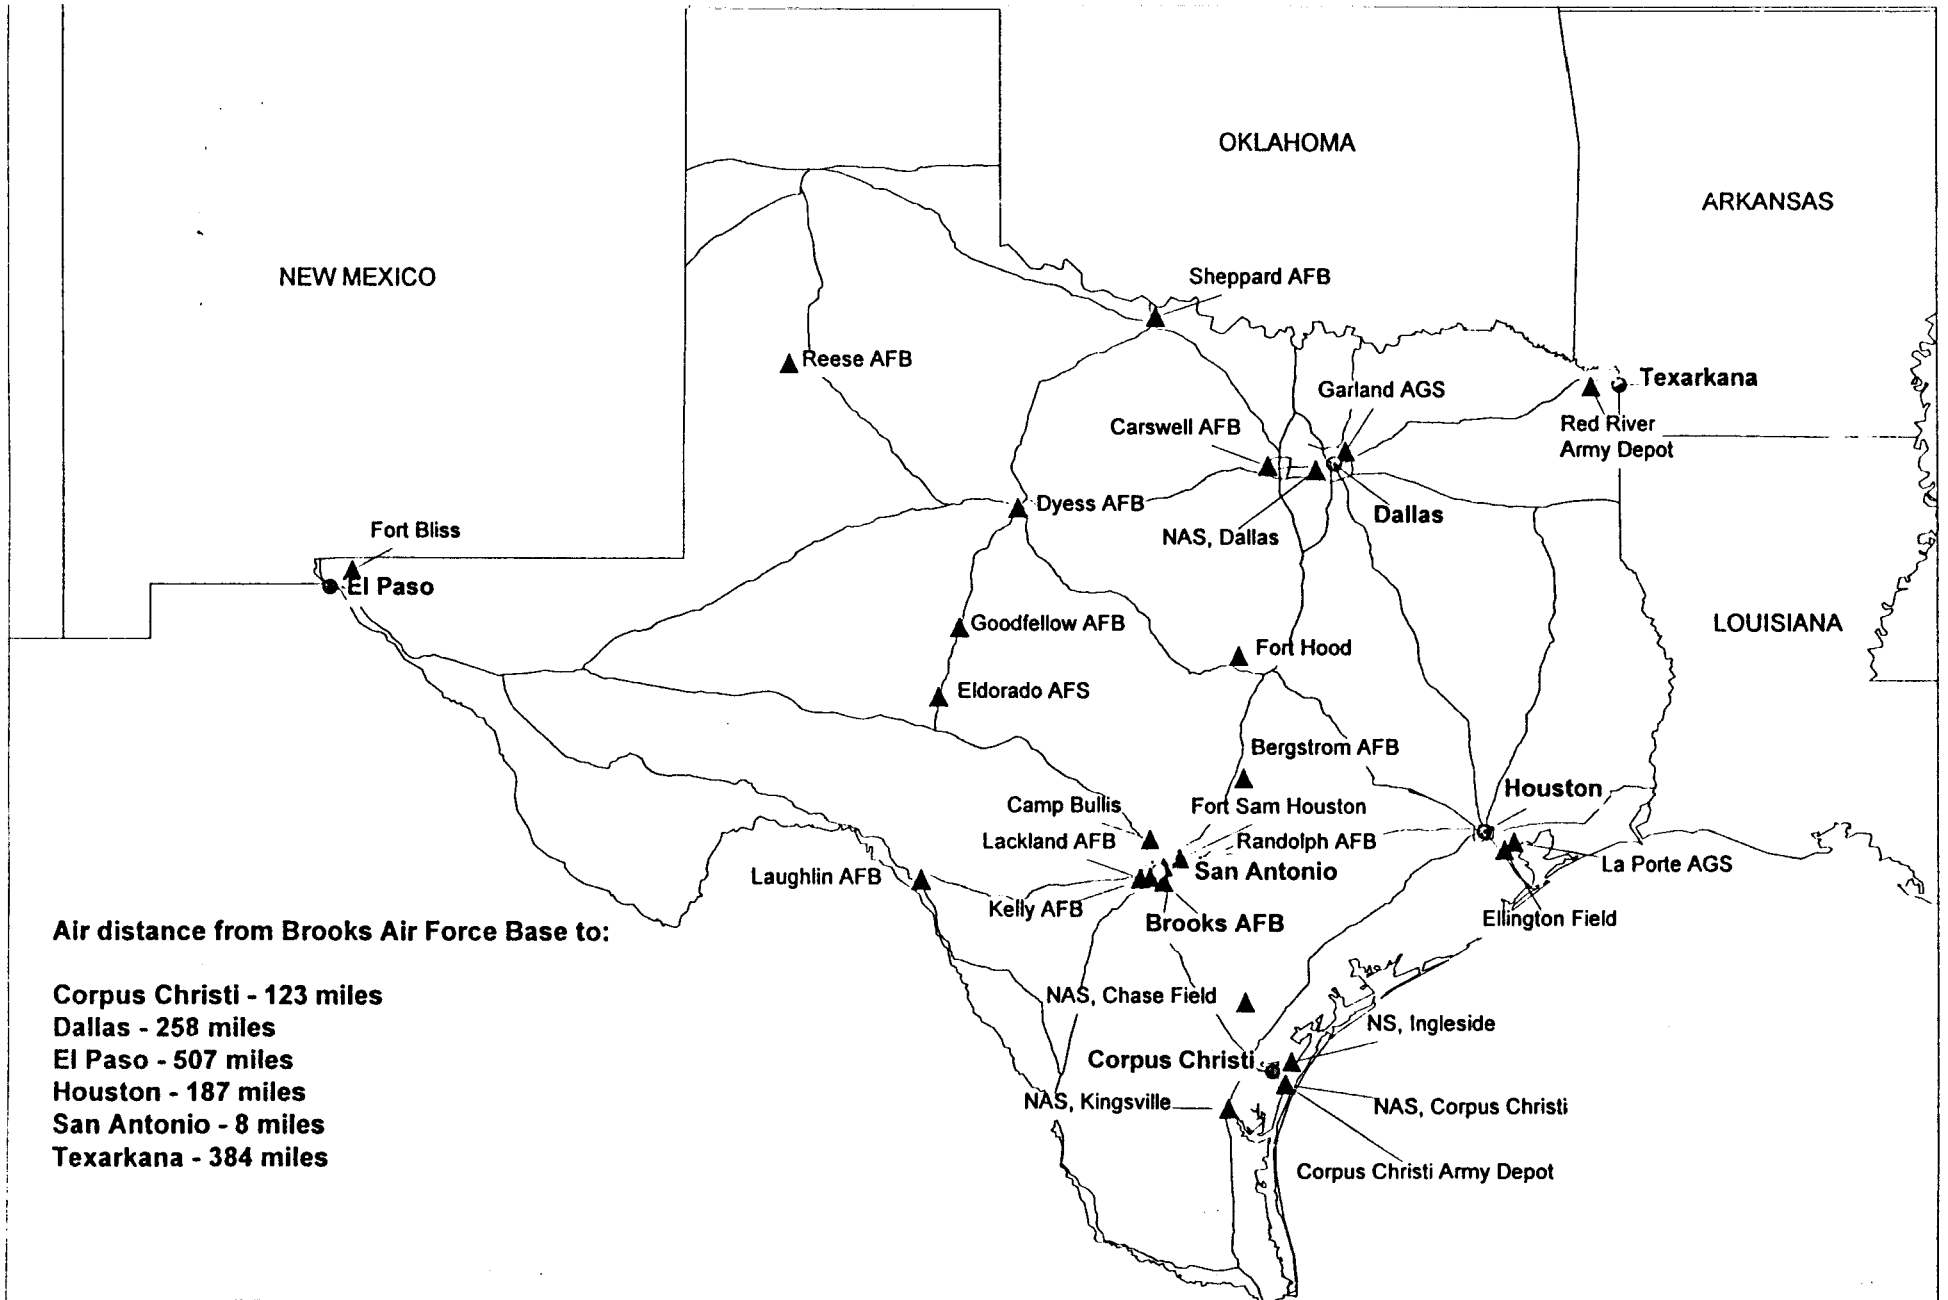 OKLAHOMA
ARKANSAS
NEW MEXICO
Sheppard AFB
Reese AFB
Texarkana
Garland AGS
Carswell AFB
Red River
Army Depot
Dyess AFB
Dallas
NAS, Dallas
Fort Bliss
El Paso
Goodfellow AFB
LOUISIANA
Fort Hood
Eldorado AFS
Bergstrom AFB
Houston
Camp Bullis
Fort Sam Houston
Lackland AFB
Randolph AFB
La Porte AGS
San Antonio
Laughlin AFB
Kelly AFB
Brooks AFB
Ellington Field
Air distance from Brooks Air Force Base to:
Corpus Christi - 123 miles
Dallas - 258 miles
El Paso - 507 miles
Houston - 187 miles
San Antonio - 8 miles
Texarkana - 384 miles
NAS, Chase Field
NS, Ingleside
Corpus Christi
NAS, Kingsville
NAS, Corpus Christi
Corpus Christi Army Depot